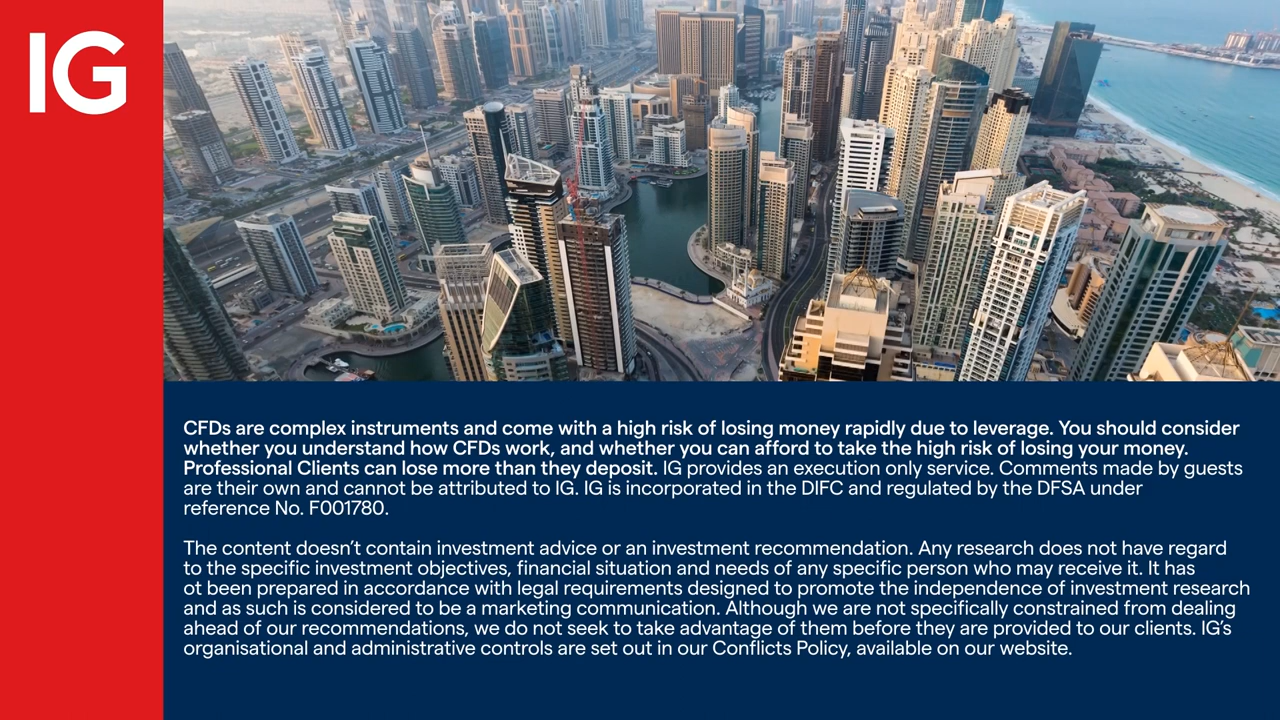 IG
CFDs are complex instruments and come with a high risk of losing money rapidly due to leverage. You should consider
whether you understand how CFDs work, and whether you can afford to take the high risk of losing your money.
Professional Clients can lose more than they deposit. IG provides an execution only service. Comments made by guests
are their own and cannot be attributed to IG. IG is incorporated in the DIFC and regulated by the DFSA under
reference No. F001780.
The content doesn’t contain investment advice or an investment recommendation. Any research does not have regard
to the specific investment objectives, financial situation and needs of any specific person who may receive it. It has
ot been prepared in accordance with legal requirements designed to promote the independence of investment research
and as such is considered to be a marketing communication. Although we are not specifically constrained from dealing
ahead of our recommendations, we do not seek to take advantage of them before they are provided to our clients. IG’s
organisational and administrative controls are set out in our Conflicts Policy, available on our website.